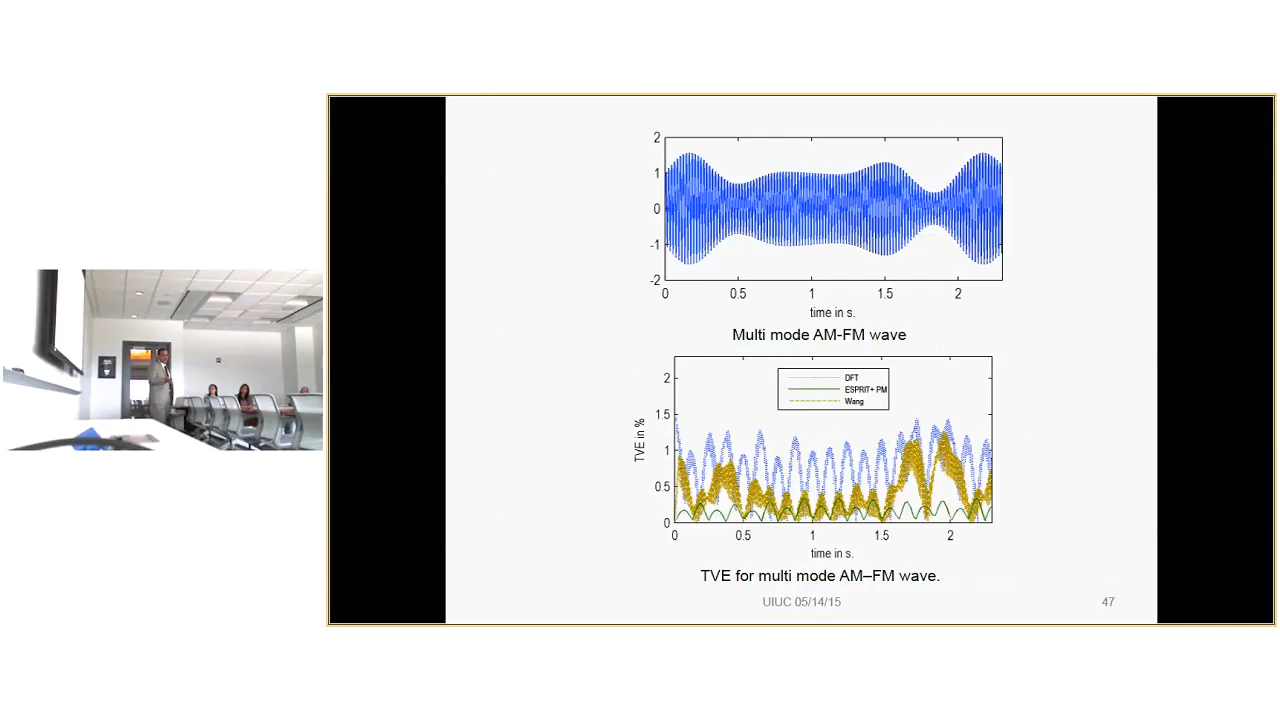 2
1
0
-1
-2
0 0.5 1 1.5 2
time in s.
Multi mode AM-FM wave
2
1.5
1
0.5
0
TVE in %
DFT
ESPRIT+ PM
Wang
0 0.5 1 1.5 2
time in s.
TVE for multi mode AM–FM wave.
UIUC 05/14/15
47